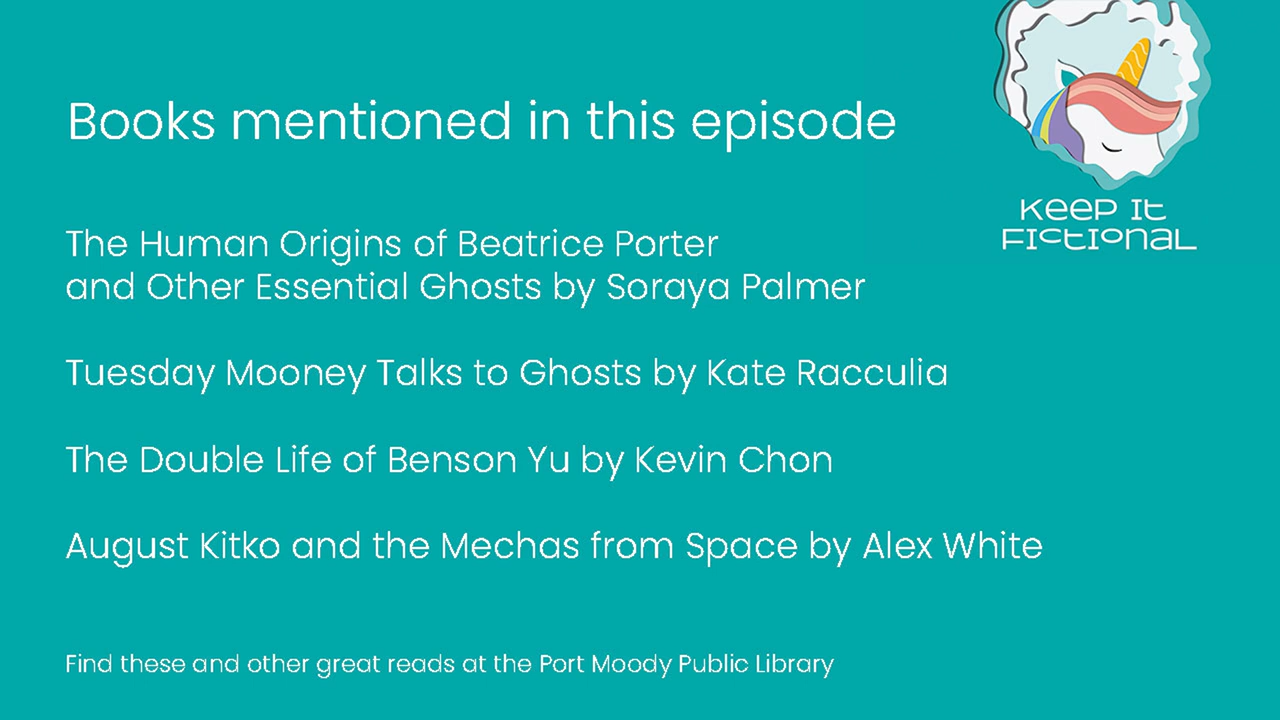 Books mentioned in this episode
KEEP IT
FICTIONAL
The Human Origins of Beatrice Porter
and Other Essential Ghosts by Soraya Palmer
Tuesday Mooney Talks to Ghosts by Kate Racculia
The Double Life of Benson Yu by Kevin Chon
August Kitko and the Mechas from Space by Alex White
Find these and other great reads at the Port Moody Public Library